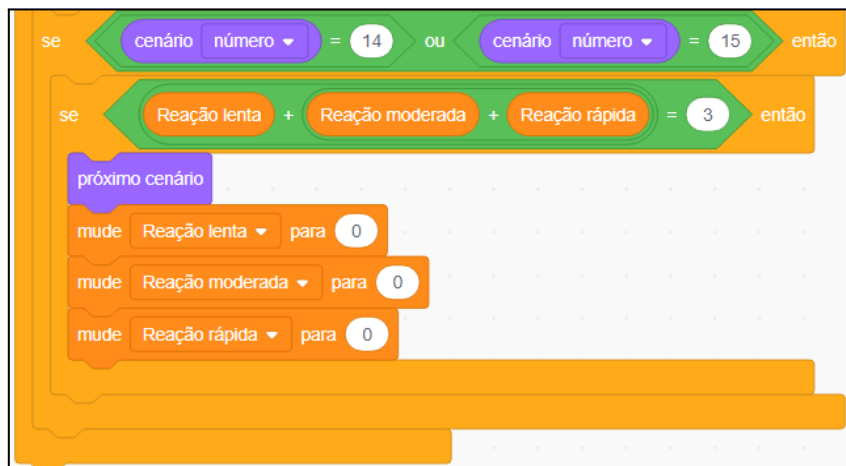 se cenário número = 14 ou cenário número = 15 então
se Reação lenta + Reação moderada + Reação rápida = 3 então
próximo cenário
mude Reação lenta para 0
mude Reação moderada para 0
mude Reação rápida para 0